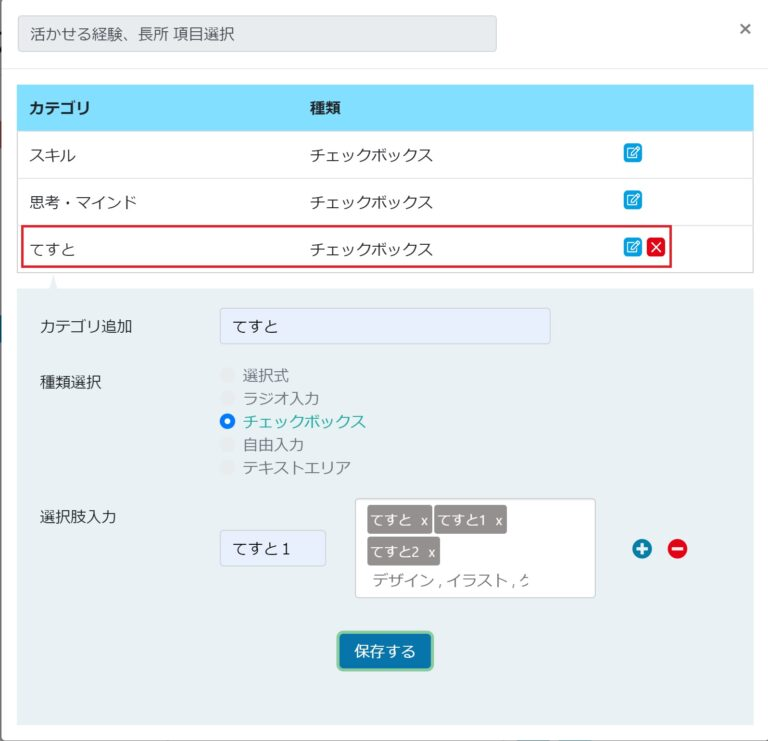 活かせる経験、長所 項目選択
×
カテゴリ 種類
スキル チェックボックス
思考・マインド チェックボックス
てすと チェックボックス
カテゴリ追加 てすと
種類選択 選択式
ラジオ入力
チェックボックス
自由入力
テキストエリア
選択肢入力 てすと１
てすと x てすと1 x
てすと2 x
デザイン , イラスト ,
保存する